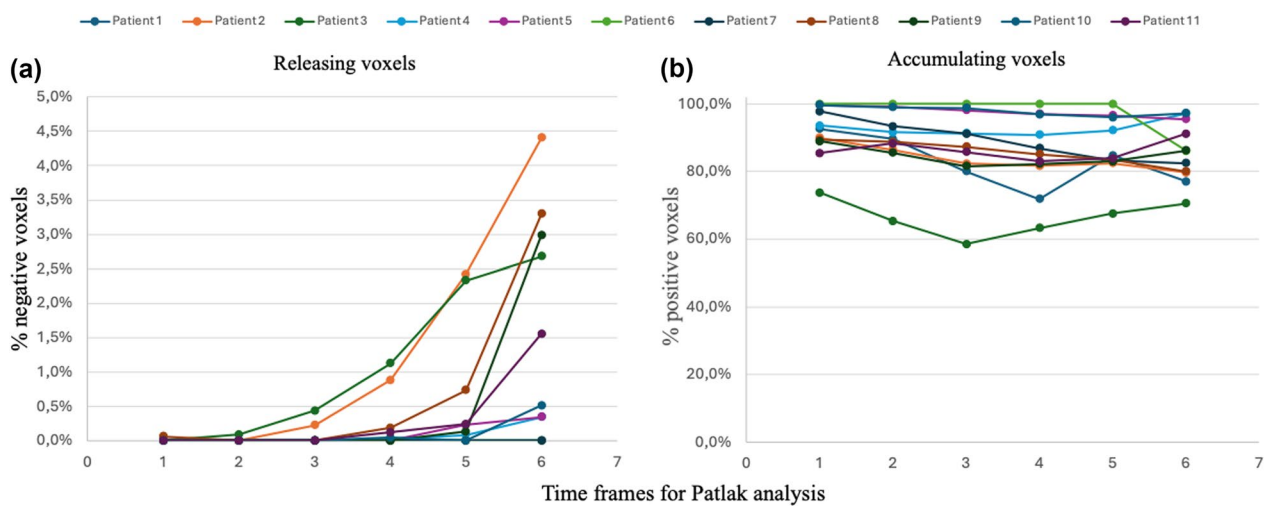 Patient 1 Patient 2 Patient 3 Patient 4 Patient 5 Patient 6 Patient 7 Patient 8 Patient 9 Patient 10 Patient 11
(a) Releasing voxels
5,0%
4,5%
4,0%
3,5%
3,0%
2,5%
2,0%
1,5%
1,0%
0,5%
0,0%
% negative voxels
0 1 2 3 4 5 6 7
(b) Accumulating voxels
100,0%
80,0%
60,0%
40,0%
20,0%
0,0%
% positive voxels
0 1 2 3 4 5 6 7
Time frames for Patlak analysis